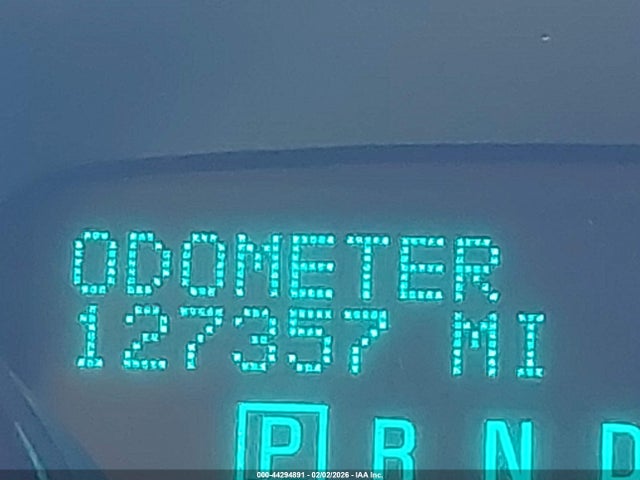 ODOMETER
127357 MI
P R N D
000-44294891 - 02/02/2026 - IAA Inc.